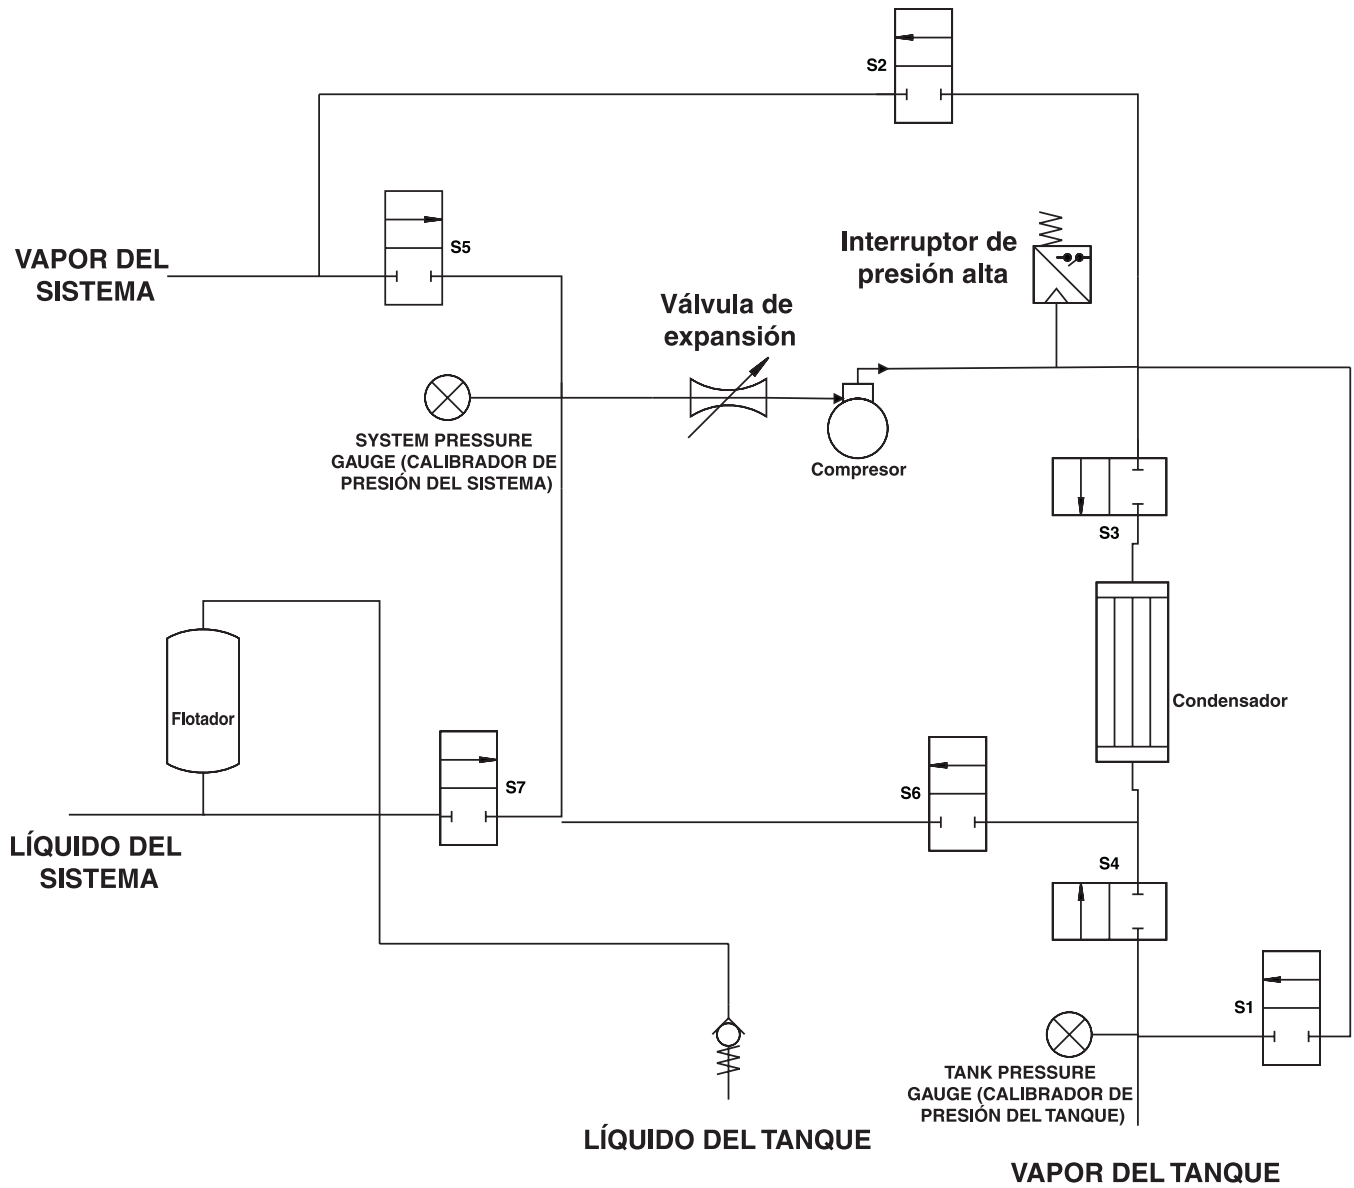 S2
S5
VAPOR DEL
SISTEMA
Interruptor de
presión alta
Válvula de
expansión
SYSTEM PRESSURE
GAUGE (CALIBRADOR DE
PRESIÓN DEL SISTEMA)
Compresor
S3
Flotador
Condensador
S7
S6
LÍQUIDO DEL
SISTEMA
S4
S1
TANK PRESSURE
GAUGE (CALIBRADOR DE
PRESIÓN DEL TANQUE)
LÍQUIDO DEL TANQUE
VAPOR DEL TANQUE